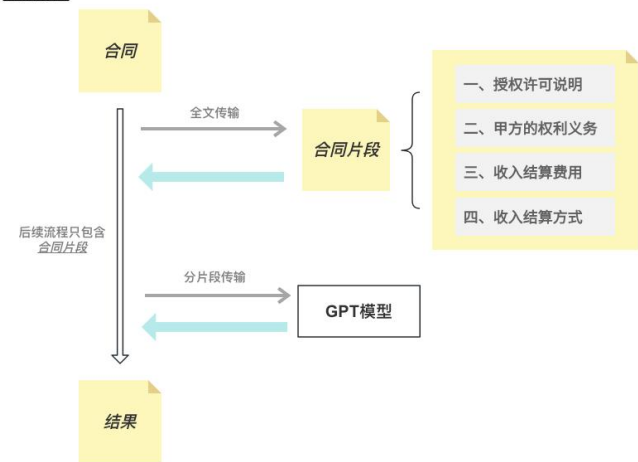 合同
全文传输
合同片段
一、授权许可说明
二、甲方的权利义务
三、收入结算费用
四、收入结算方式
后续流程只包含
合同片段
分片段传输
GPT模型
结果